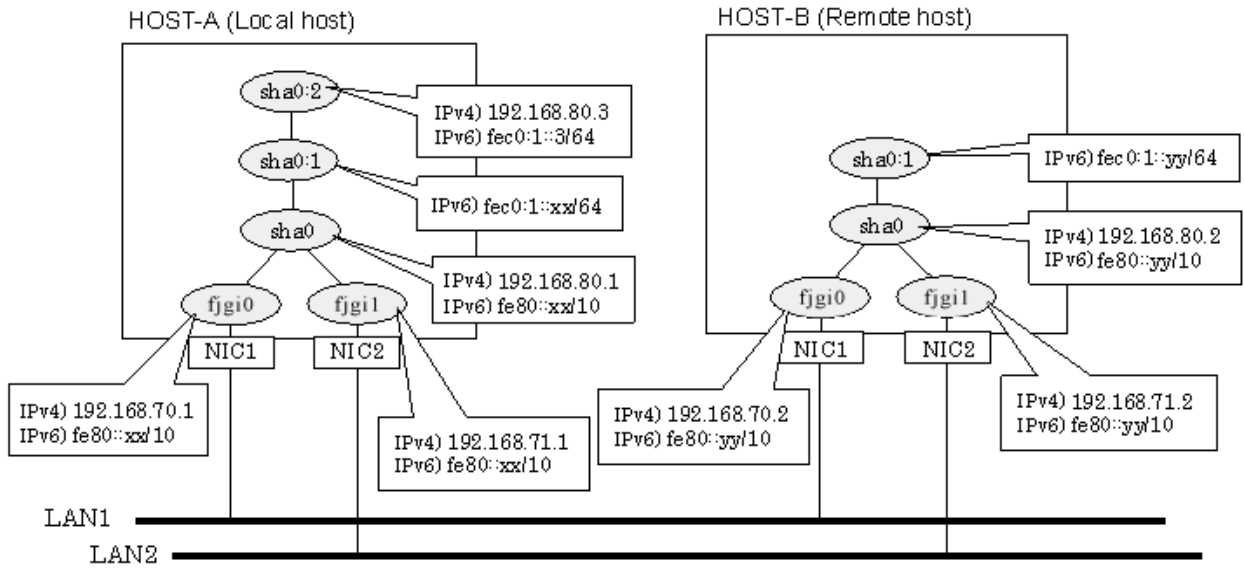 HOST-A (Local host)
sha0:2
IPv4) 192.168.80.3
IPv6) fec0:1::3/64
sha0:1
IPv6) fec0:1::xx/64
sha0
IPv4) 192.168.80.1
IPv6) fe80::xx/10
fjgi0
fjgi1
NIC1
NIC2
IPv4) 192.168.70.1
IPv6) fe80::xx/10
IPv4) 192.168.71.1
IPv6) fe80::xx/10
HOST-B (Remote host)
sha0:1
IPv6) fec0:1::yy/64
sha0
IPv4) 192.168.80.2
IPv6) fe80::yy/10
fjgi0
fjgi1
NIC1
NIC2
IPv4) 192.168.70.2
IPv6) fe80::yy/10
IPv4) 192.168.71.2
IPv6) fe80::yy/10
LAN1
LAN2